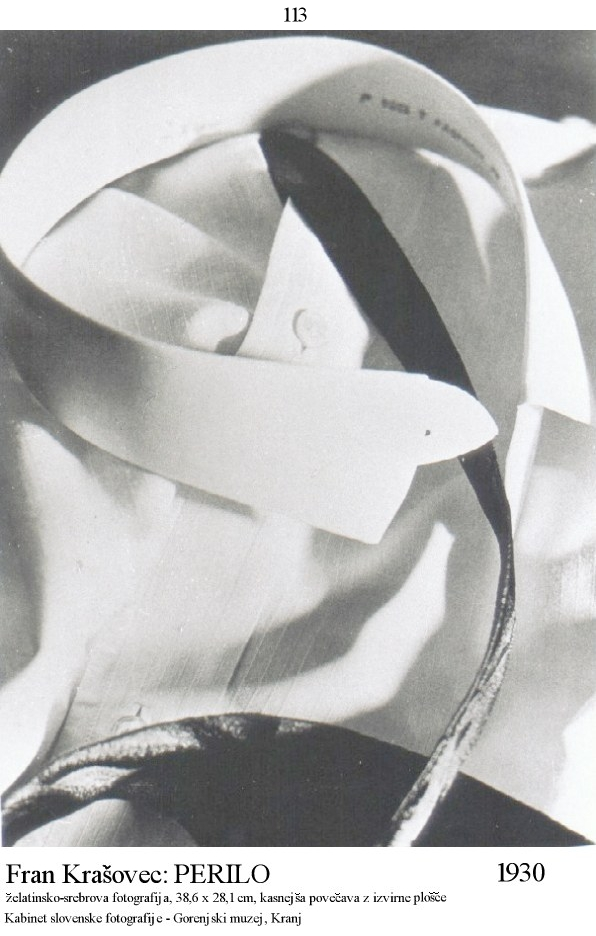 113
Fran Krašovec: PERILO 1930
želatinsko-srebrova fotografija, 38,6 x 28,1 cm, kasnejša povečava z izvirne plošče
Kabinet slovenske fotografije - Gorenjski muzej, Kranj